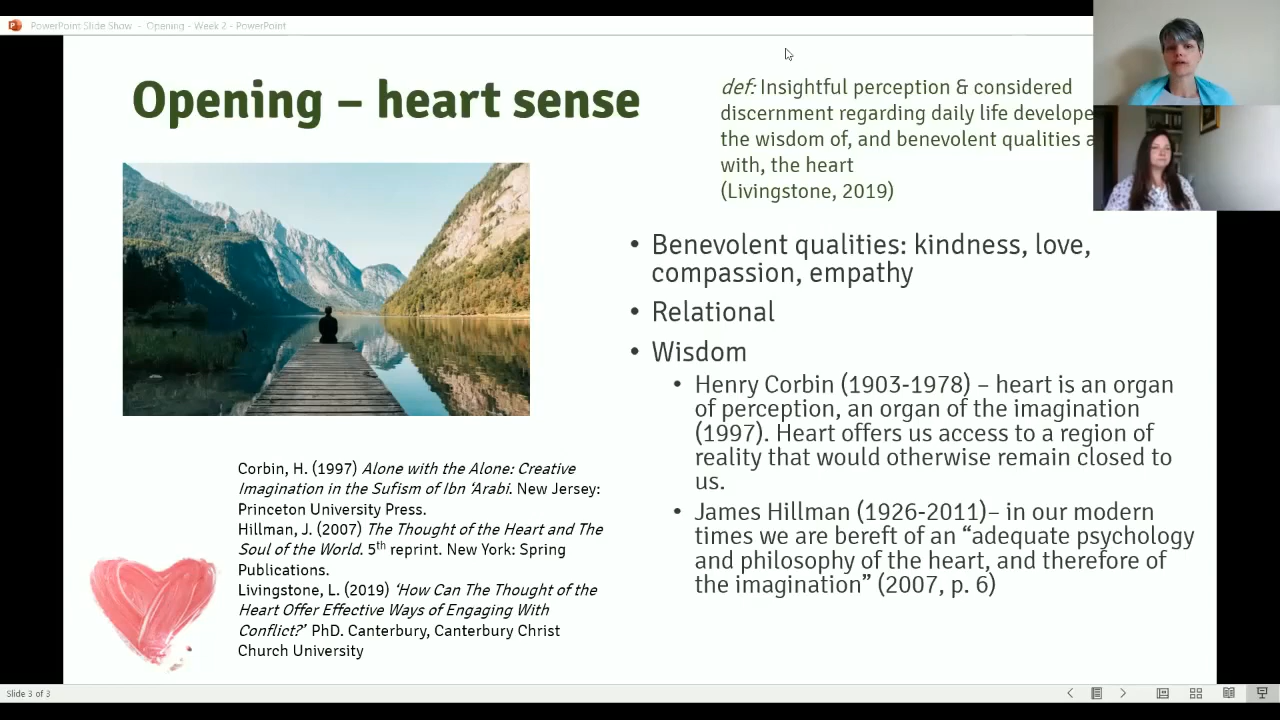 PowerPoint Slide Show - Opening - Week 2 - PowerPoint
Opening – heart sense
def: Insightful perception & considered
discernment regarding daily life develope
the wisdom of, and benevolent qualities a
with, the heart
(Livingstone, 2019)
• Benevolent qualities: kindness, love,
compassion, empathy
• Relational
• Wisdom
• Henry Corbin (1903-1978) – heart is an organ
of perception, an organ of the imagination
(1997). Heart offers us access to a region of
reality that would otherwise remain closed to
us.
• James Hillman (1926-2011)– in our modern
times we are bereft of an “adequate psychology
and philosophy of the heart, and therefore of
the imagination” (2007, p. 6)
Corbin, H. (1997) Alone with the Alone: Creative
Imagination in the Sufism of Ibn ‘Arabi. New Jersey:
Princeton University Press.
Hillman, J. (2007) The Thought of the Heart and The
Soul of the World. 5th reprint. New York: Spring
Publications.
Livingstone, L. (2019) ‘How Can The Thought of the
Heart Offer Effective Ways of Engaging With
Conflict?’ PhD. Canterbury, Canterbury Christ
Church University
Slide 3 of 3